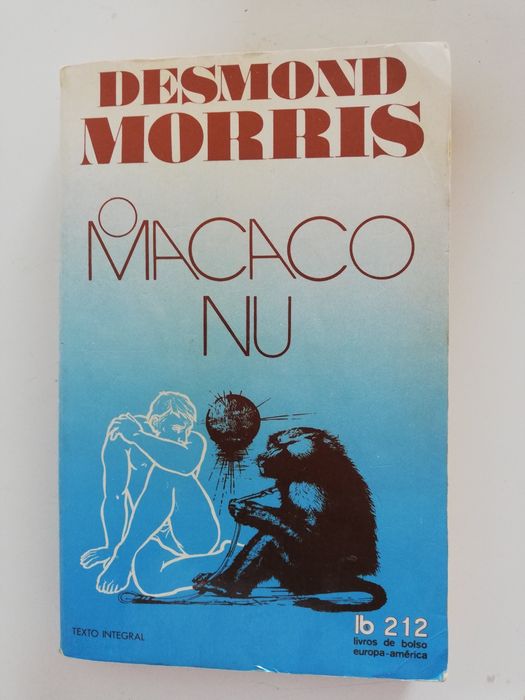 DESMOND
MORRIS
O
MACACO
NU
TEXTO INTEGRAL
lb 212
livros de bolso
europa-américa